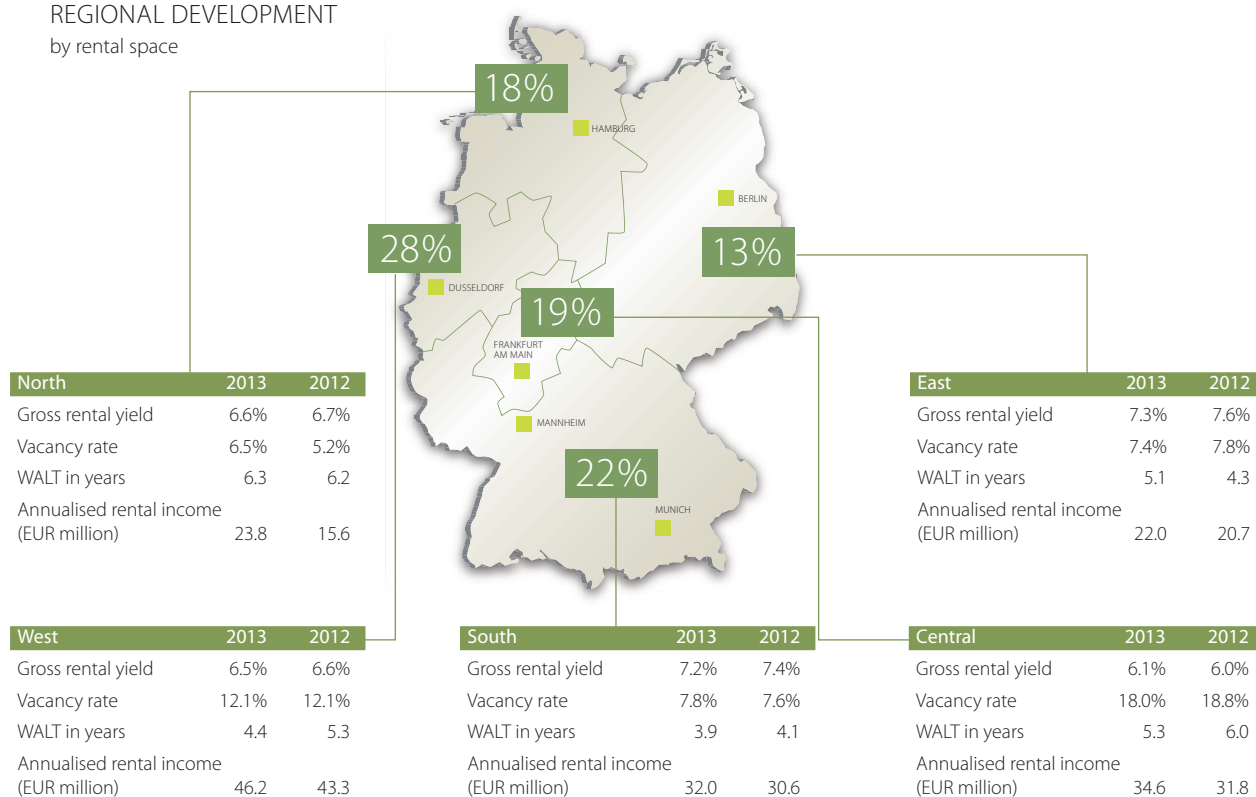 REGIONAL DEVELOPMENT
by rental space
18%
HAMBURG
BERLIN
28%
13%
DUSSELDORF
19%
FRANKFURT
AM MAIN
MANNHEIM
22%
MUNICH
North 2013 2012
Gross rental yield 6.6% 6.7%
Vacancy rate 6.5% 5.2%
WALT in years 6.3 6.2
Annualised rental income
(EUR million) 23.8 15.6
East 2013 2012
Gross rental yield 7.3% 7.6%
Vacancy rate 7.4% 7.8%
WALT in years 5.1 4.3
Annualised rental income
(EUR million) 22.0 20.7
West 2013 2012
Gross rental yield 6.5% 6.6%
Vacancy rate 12.1% 12.1%
WALT in years 4.4 5.3
Annualised rental income
(EUR million) 46.2 43.3
South 2013 2012
Gross rental yield 7.2% 7.4%
Vacancy rate 7.8% 7.6%
WALT in years 3.9 4.1
Annualised rental income
(EUR million) 32.0 30.6
Central 2013 2012
Gross rental yield 6.1% 6.0%
Vacancy rate 18.0% 18.8%
WALT in years 5.3 6.0
Annualised rental income
(EUR million) 34.6 31.8